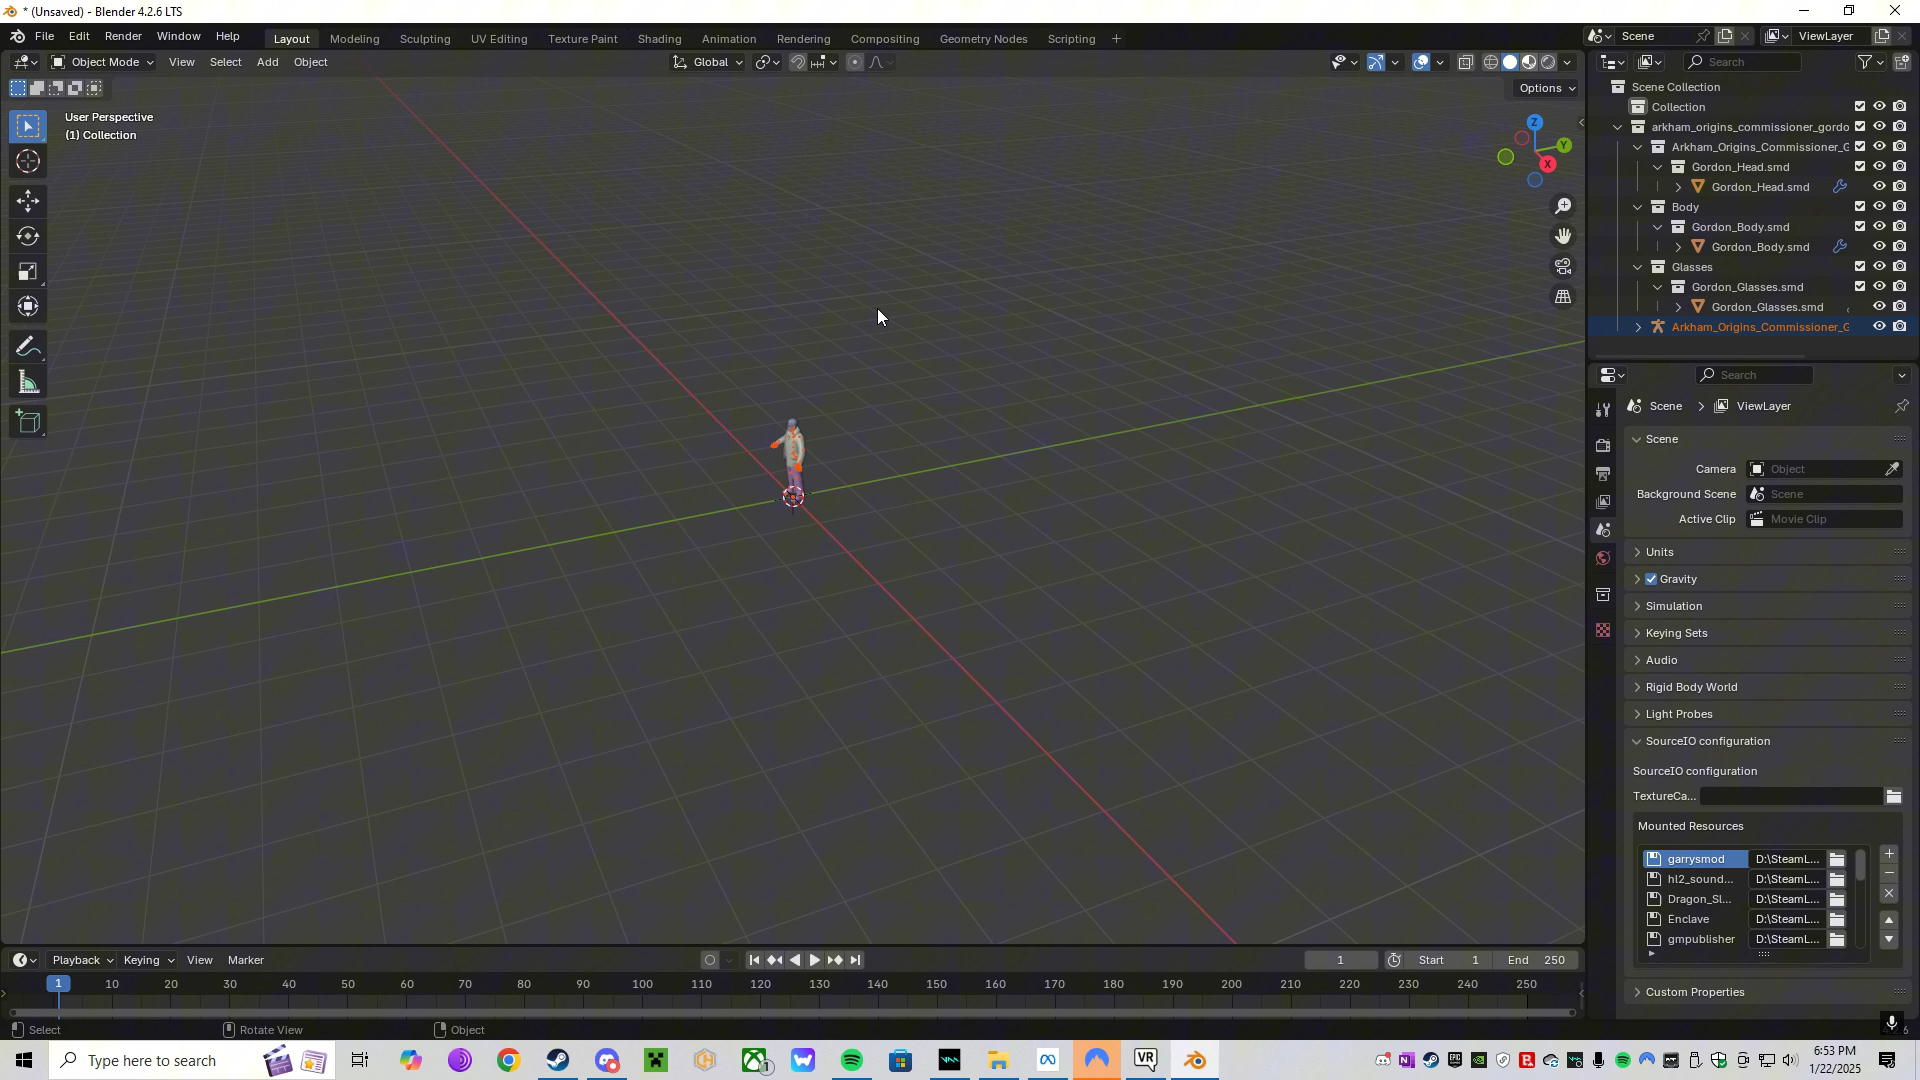 * (Unsaved) - Blender 4.2.6 LTS
File Edit Render Window Help Layout Modeling Sculpting UV Editing Texture Paint Shading Animation Rendering Compositing Geometry Nodes Scripting + Scene ViewLayer
Object Mode View Select Add Object Global Search
Options
User Perspective
(1) Collection
Z
Y
X
Scene Collection
Collection
arkham_origins_commissioner_gordo
Arkham_Origins_Commissioner_G
Gordon_Head.smd
Gordon_Head.smd
Body
Gordon_Body.smd
Gordon_Body.smd
Glasses
Gordon_Glasses.smd
Gordon_Glasses.smd
Arkham_Origins_Commissioner_G
Search
Scene > ViewLayer
Scene
Camera Object
Background Scene Scene
Active Clip Movie Clip
Units
Gravity
Simulation
Keying Sets
Audio
Rigid Body World
Light Probes
SourceIO configuration
SourceIO configuration
TextureCa...
Mounted Resources
garrysmod D:\SteamL...
hl2_sound... D:\SteamL...
Dragon_Sl... D:\SteamL...
Enclave D:\SteamL...
gmpublisher D:\SteamL...
Custom Properties
Playback Keying View Marker 1 Start 1 End 250
1 10 20 30 40 50 60 70 80 90 100 110 120 130 140 150 160 170 180 190 200 210 220 230 240 250
Select Rotate View Object
Type here to search
VR
6:53 PM
1/22/2025